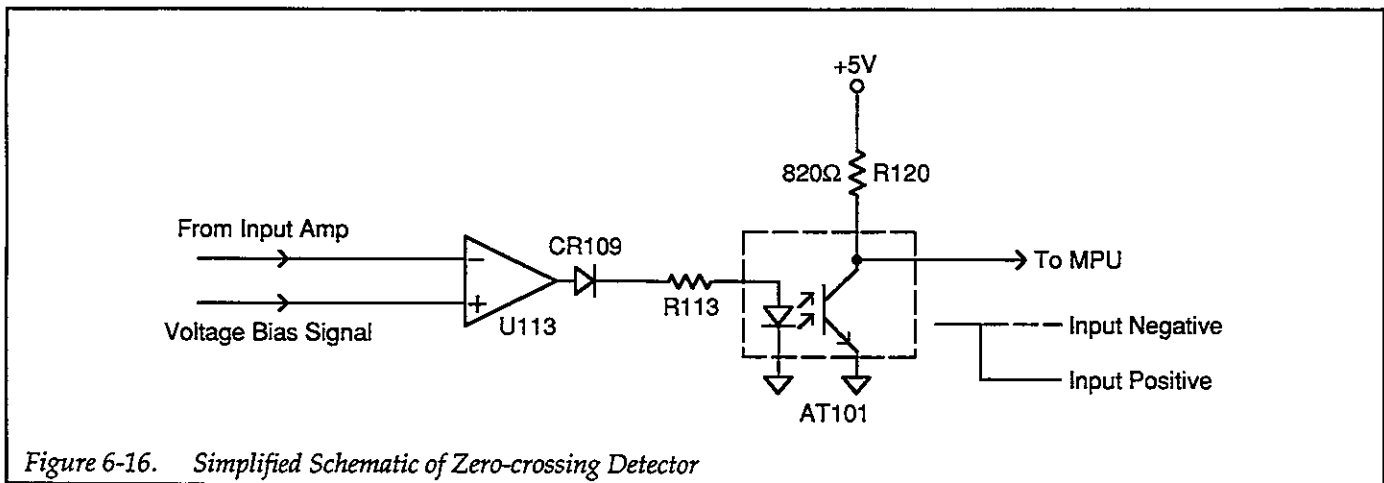 +5V
820Ω R120
From Input Amp
CR109
−
+
To MPU
R113
U113
Voltage Bias Signal
Input Negative
Input Positive
AT101
Figure 6-16. Simplified Schematic of Zero-crossing Detector